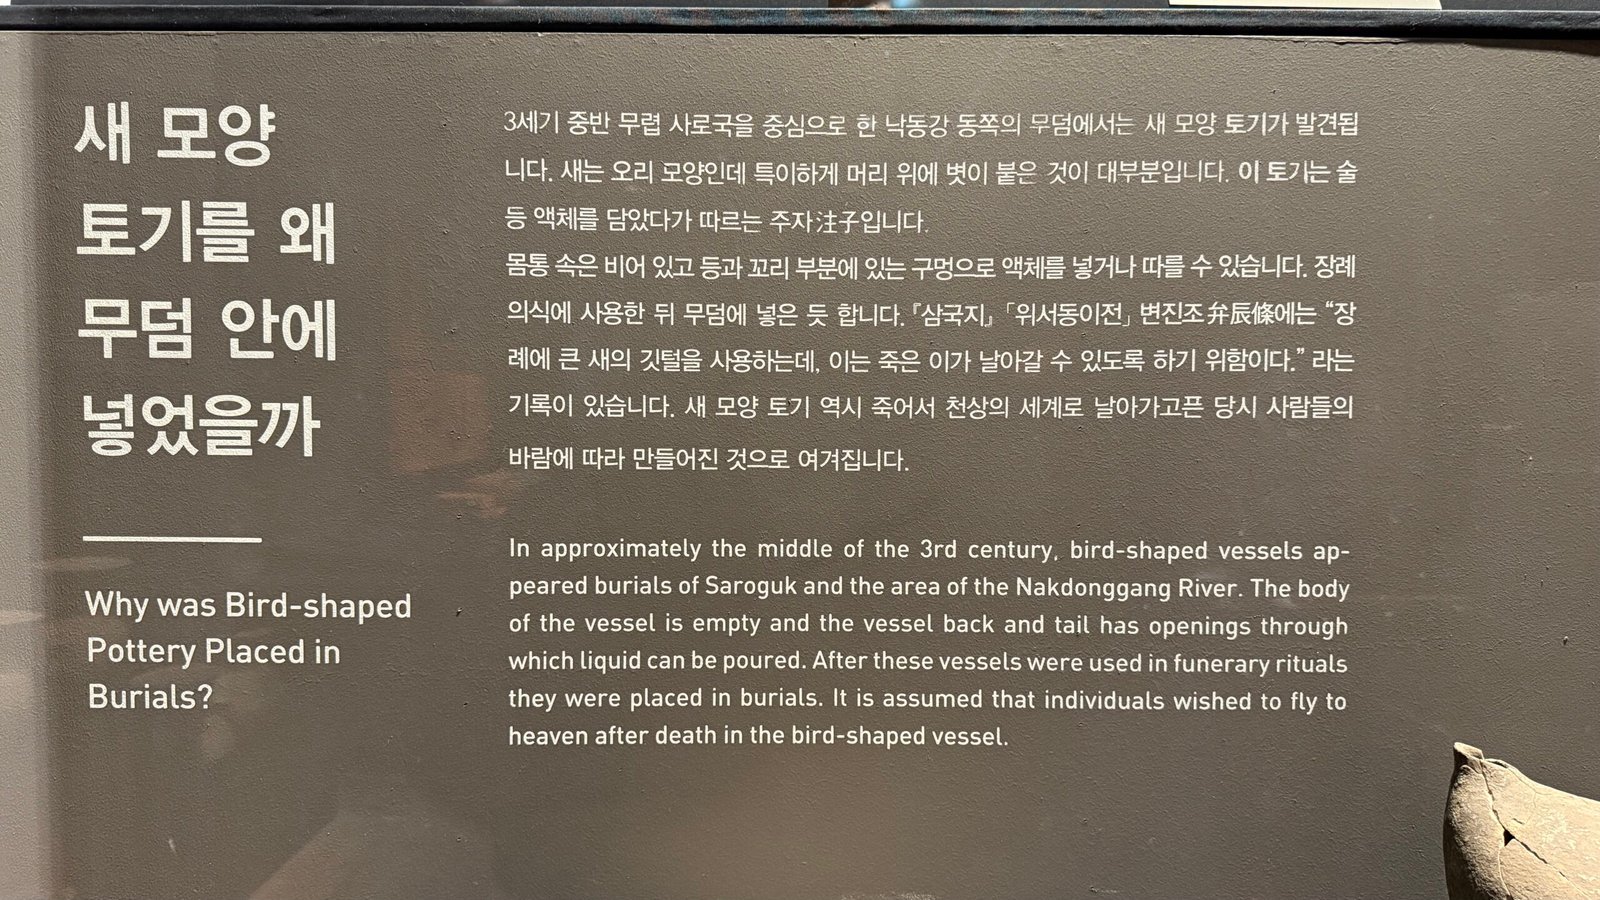 새 모양
토기를 왜
무덤 안에
넣었을까
Why was Bird-shaped
Pottery Placed in
Burials?
3세기 중반 무렵 사로국을 중심으로 한 낙동강 동쪽의 무덤에서는 새 모양 토기가 발견됩
니다. 새는 오리 모양인데 특이하게 머리 위에 볏이 붙은 것이 대부분입니다. 이 토기는 술
등 액체를 담았다가 따르는 주자注子입니다.
몸통 속은 비어 있고 등과 꼬리 부분에 있는 구멍으로 액체를 넣거나 따를 수 있습니다. 장례
의식에 사용한 뒤 무덤에 넣은 듯 합니다. 『삼국지』 「위서동이전」 변진조弁辰條에는 “장
례에 큰 새의 깃털을 사용하는데, 이는 죽은 이가 날아갈 수 있도록 하기 위함이다.” 라는
기록이 있습니다. 새 모양 토기 역시 죽어서 천상의 세계로 날아가고픈 당시 사람들의
바람에 따라 만들어진 것으로 여겨집니다.
In approximately the middle of the 3rd century, bird-shaped vessels ap-
peared burials of Saroguk and the area of the Nakdonggang River. The body
of the vessel is empty and the vessel back and tail has openings through
which liquid can be poured. After these vessels were used in funerary rituals
they were placed in burials. It is assumed that individuals wished to fly to
heaven after death in the bird-shaped vessel.